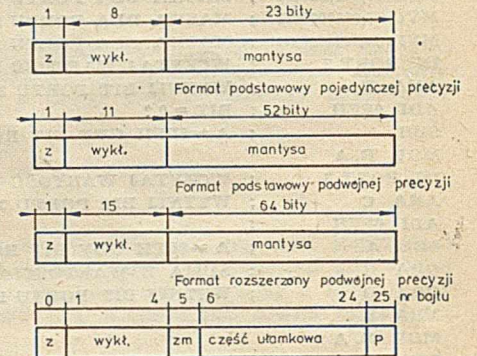 1 8 23 bity
z wykł. mantysa
Format podstawowy pojedynczej precyzji
1 11 52 bity
z wykł. mantysa
Format podstawowy podwójnej precyzji
1 15 64 bity
z wykł. mantysa
Format rozszerzony podwójnej precyzji
0 1 4 5 6 24 25 nr bajtu
z wykł. zm część ułamkowa P